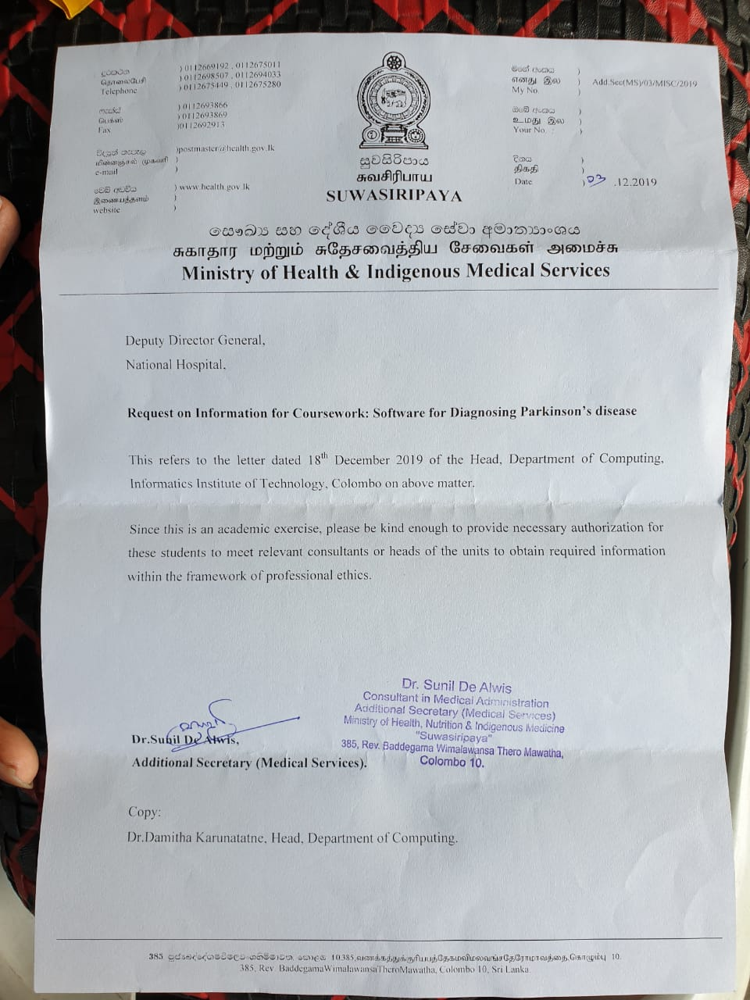 දුරකථන ) 0112669192 , 0112675011
தொலைபேசி ) 0112698507 , 0112694033
Telephone ) 0112675449 , 0112675280
ෆැක්ස් ) 0112693866
பெக்ஸ் ) 0112693869
Fax )0112692913
විද්‍යුත් තැපෑල )postmaster@health.gov.lk
மின்னஞ்சல் முகவரி )
e-mail )
වෙබ් අඩවිය ) www.health.gov.lk
இணையத்தளம் )
website )
සුවසිරිපාය
சுவசிரிபாய
SUWASIRIPAYA
මගේ අංකය )
எனது இல ) Add.Sec(MS)/03/MISC/2019
My No. )
ඔබේ අංකය )
உமது இல )
Your No. : )
දිනය )
திகதி )
Date ) 03 .12.2019
සෞඛ්‍ය සහ දේශීය වෛද්‍ය සේවා අමාත්‍යාංශය
சுகாதார மற்றும் சுதேசவைத்திய சேவைகள் அமைச்சு
Ministry of Health & Indigenous Medical Services
Deputy Director General,
National Hospital.
Request on Information for Coursework: Software for Diagnosing Parkinson's disease
This refers to the letter dated 18th December 2019 of the Head, Department of Computing,
Informatics Institute of Technology, Colombo on above matter.
Since this is an academic exercise, please be kind enough to provide necessary authorization for
these students to meet relevant consultants or heads of the units to obtain required information
within the framework of professional ethics.
Dr.Sunil De Alwis,
Additional Secretary (Medical Services).
Dr. Sunil De Alwis
Consultant in Medical Administration
Additional Secretary (Medical Services)
Ministry of Health, Nutrition & Indigenous Medicine
"Suwasiripaya"
385, Rev. Baddegama Wimalawansa Thero Mawatha,
Colombo 10.
Copy:
Dr.Damitha Karunatatne, Head, Department of Computing.
385, කොළඹ 10.385,வணக்கத்துக்குரியபத்தேகமவிமலவங்சதேரோமாவத்தை,கொழும்பு 10.
385, Rev. BaddegamaWimalawansaTheroMawatha, Colombo 10, Sri Lanka.